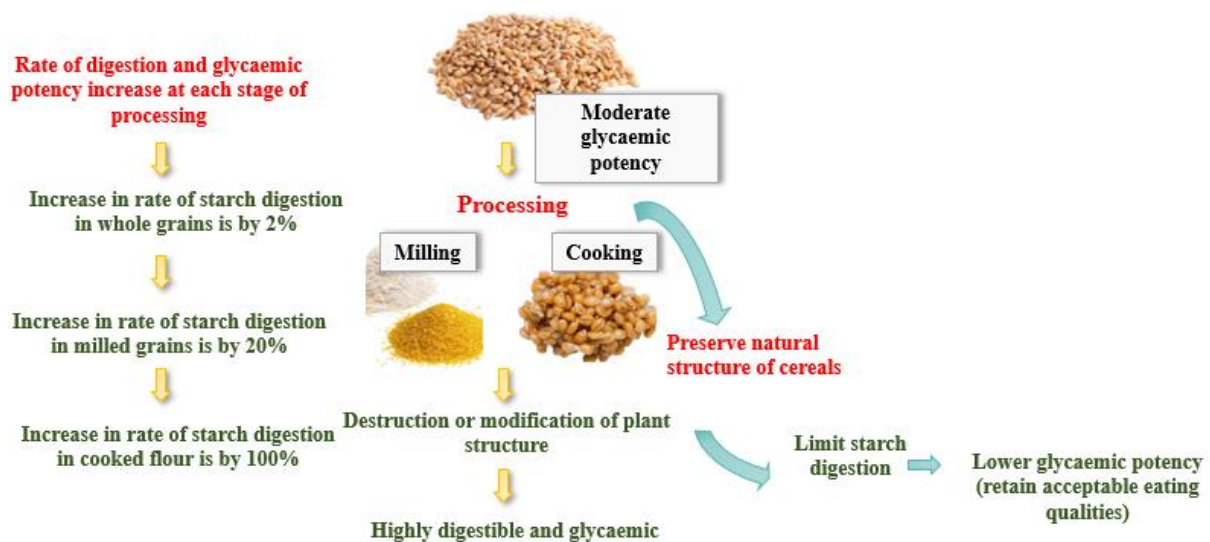 Rate of digestion and glycaemic
potency increase at each stage of
processing
Increase in rate of starch digestion
in whole grains is by 2%
Increase in rate of starch digestion
in milled grains is by 20%
Increase in rate of starch digestion
in cooked flour is by 100%
Moderate
glycaemic
potency
Processing
Milling
Cooking
Preserve natural
structure of cereals
Destruction or modification of plant
structure
Highly digestible and glycaemic
Limit starch
digestion
Lower glycaemic potency
(retain acceptable eating
qualities)